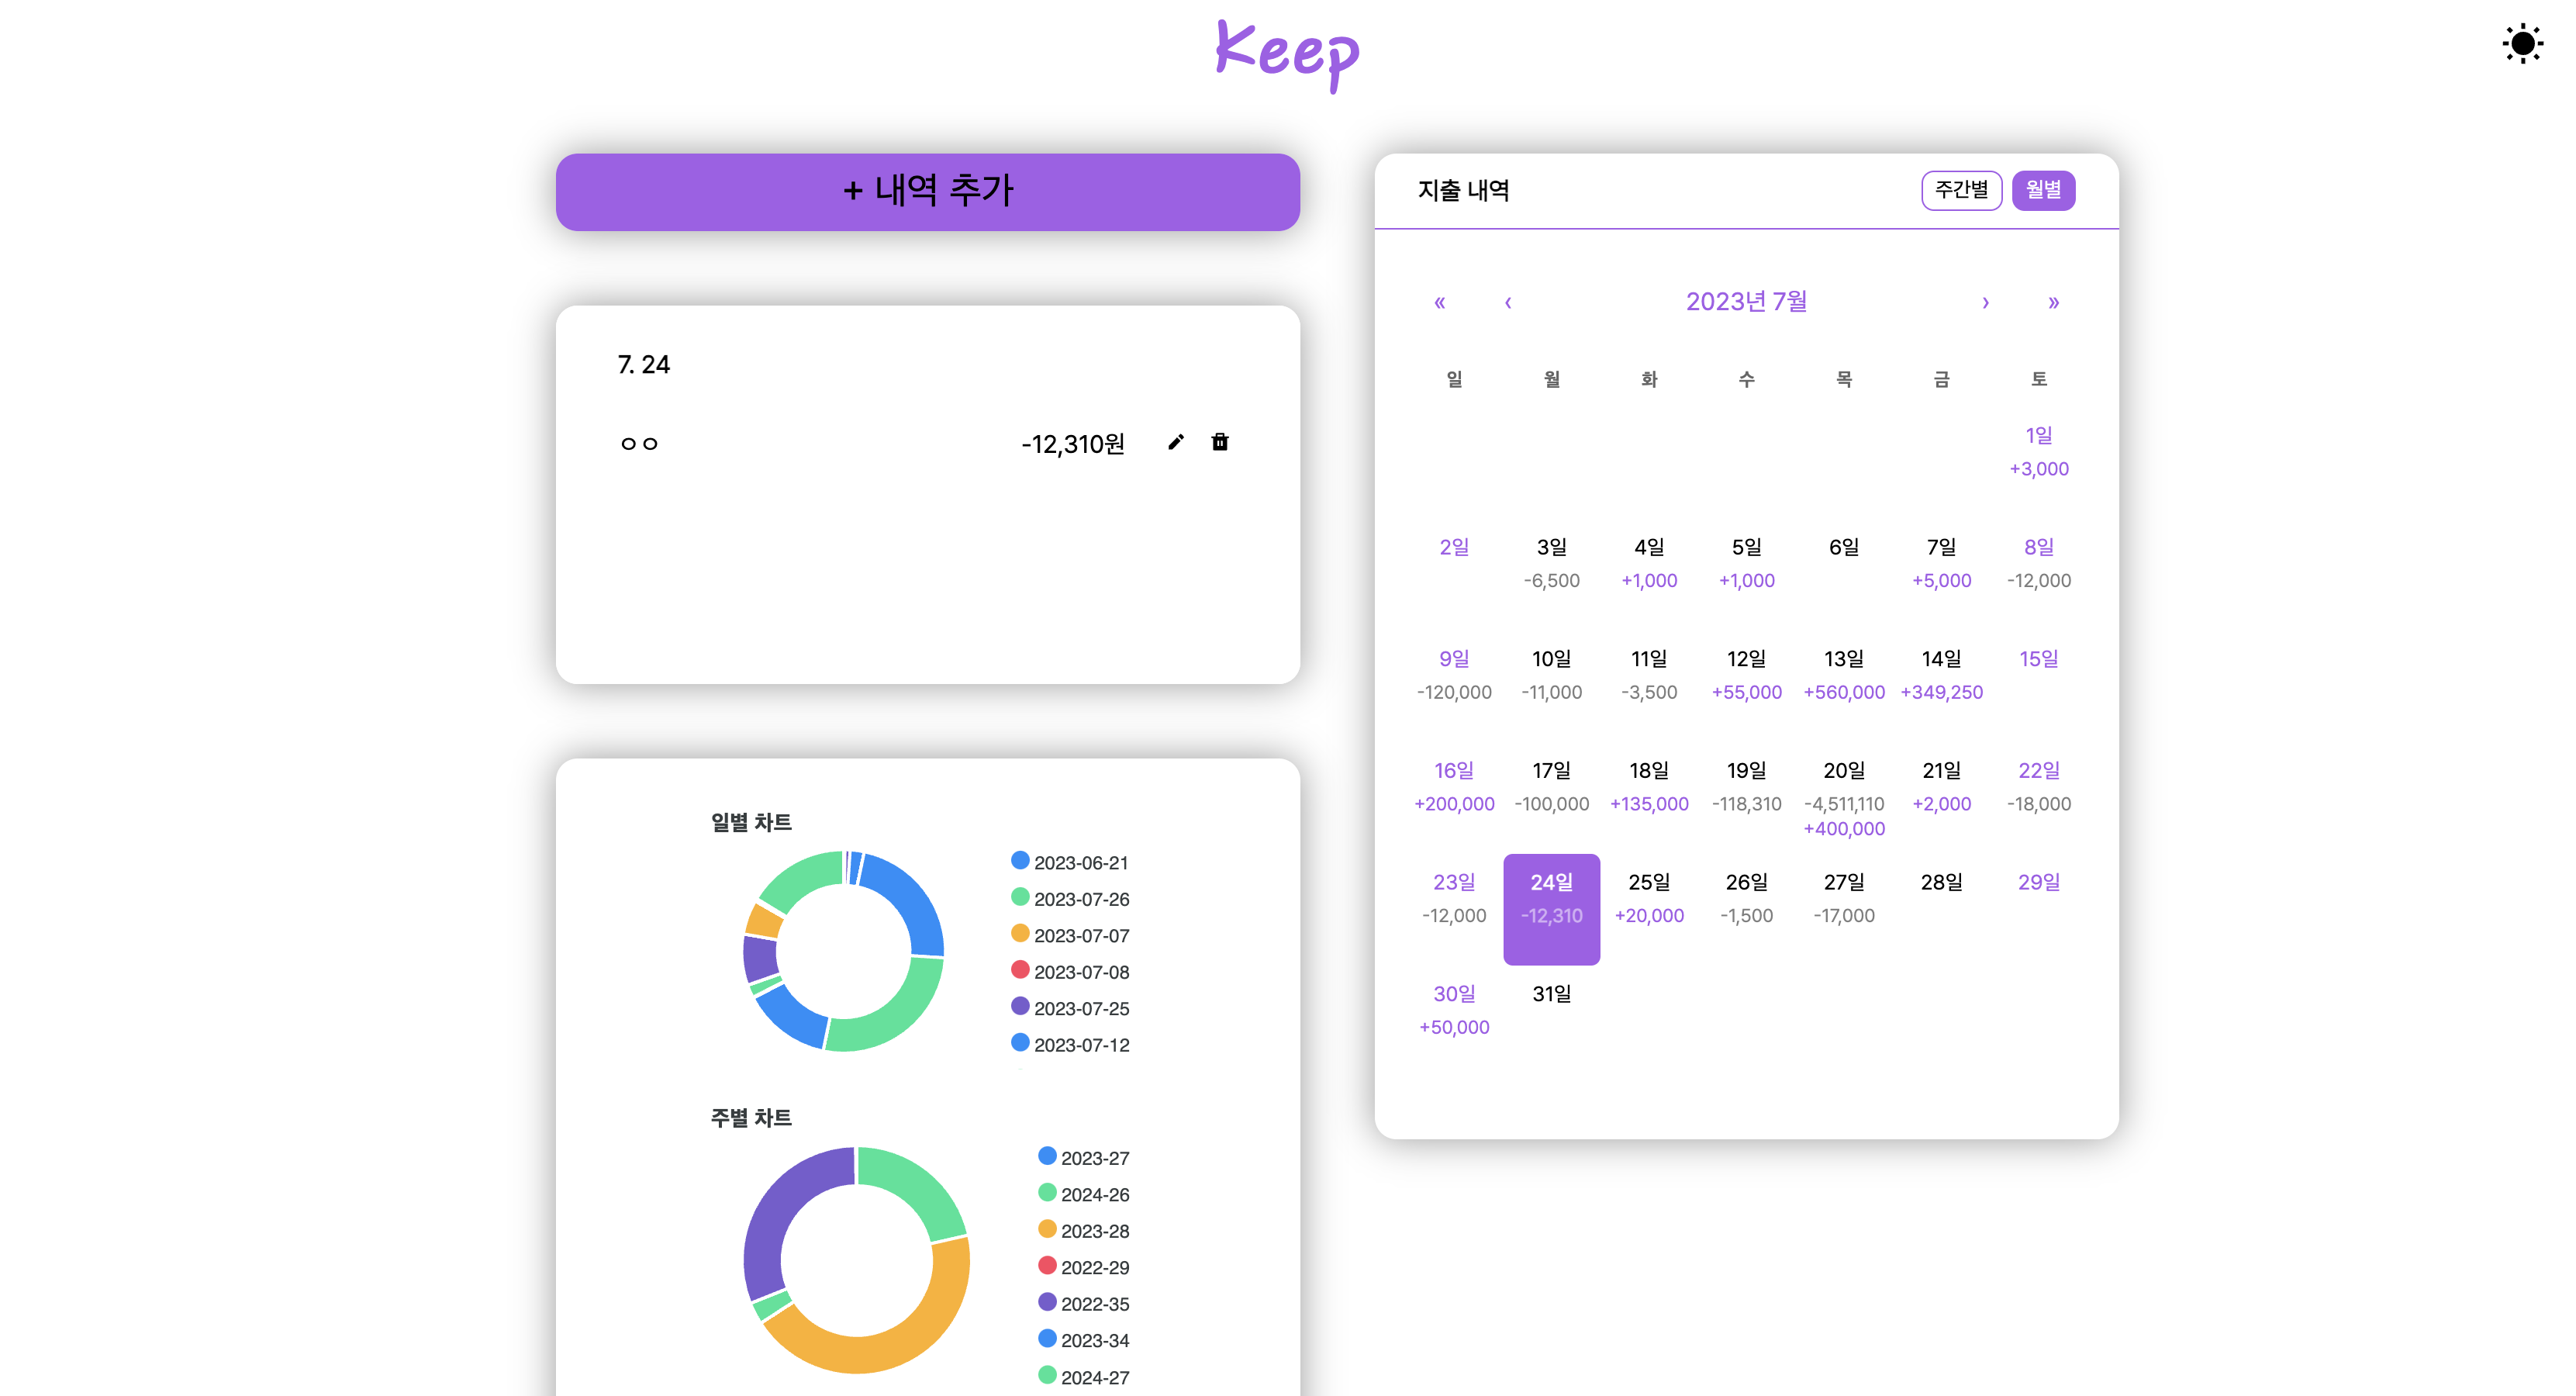 Keep
+ 내역 추가
7. 24
ㅇㅇ -12,310원
일별 차트
2023-06-21
2023-07-26
2023-07-07
2023-07-08
2023-07-25
2023-07-12
주별 차트
2023-27
2024-26
2023-28
2022-29
2022-35
2023-34
2024-27
지출 내역 주간별 월별
« ‹ 2023년 7월 › »
일 월 화 수 목 금 토
1일
+3,000
2일 3일 4일 5일 6일 7일 8일
-6,500 +1,000 +1,000 +5,000 -12,000
9일 10일 11일 12일 13일 14일 15일
-120,000 -11,000 -3,500 +55,000 +560,000 +349,250
16일 17일 18일 19일 20일 21일 22일
+200,000 -100,000 +135,000 -118,310 -4,511,110 +2,000 -18,000
+400,000
23일 24일 25일 26일 27일 28일 29일
-12,000 -12,310 +20,000 -1,500 -17,000
30일 31일
+50,000